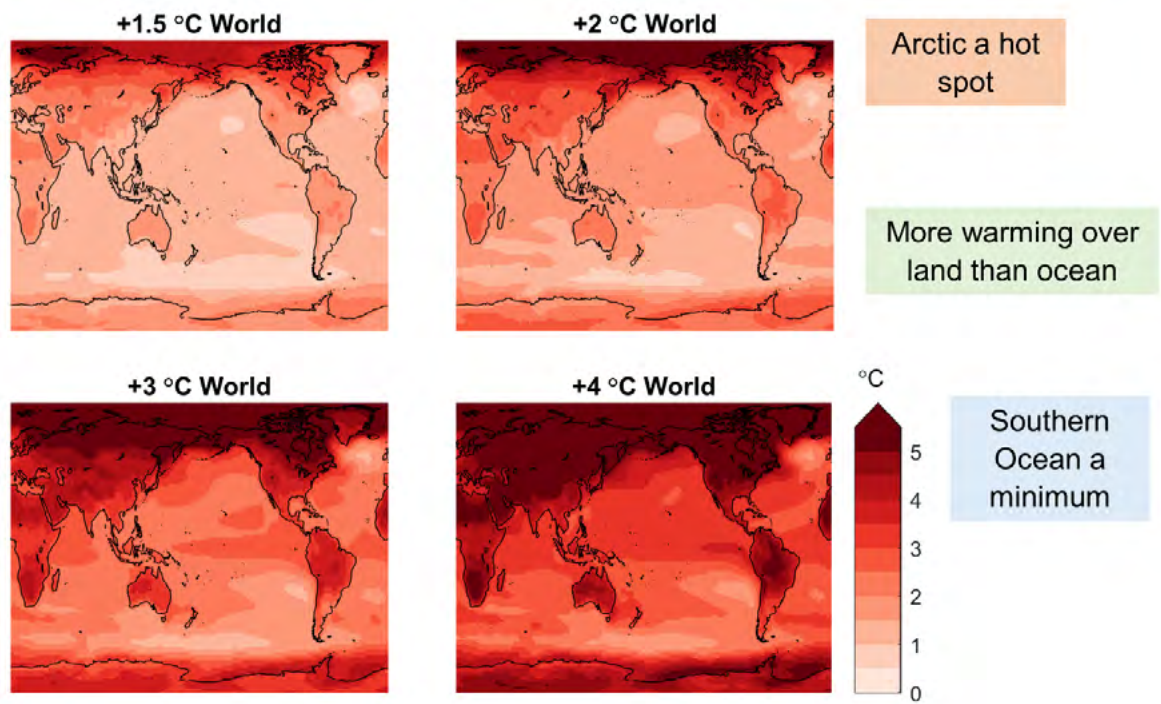 +1.5 °C World
+2 °C World
Arctic a hot
spot
More warming over
land than ocean
+3 °C World
+4 °C World
°C
5
4
3
2
1
0
Southern
Ocean a
minimum